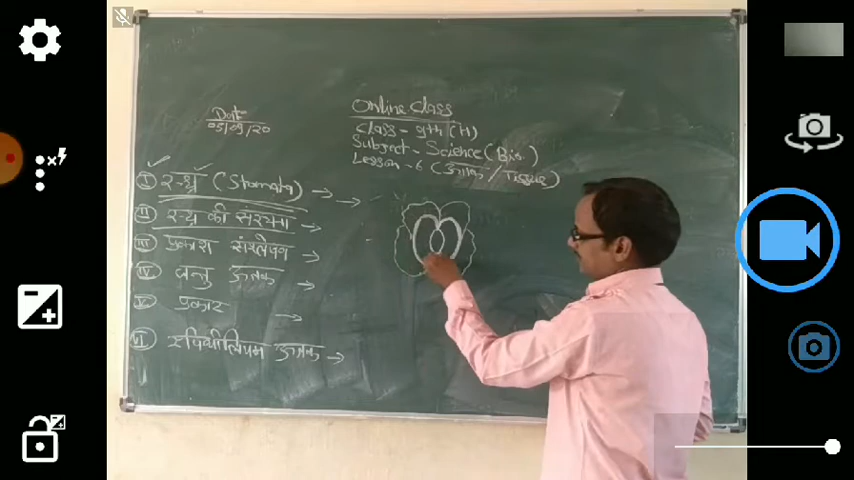 Date
05/09/20
Online Class
Class - 9th (H)
Subject - Science (Bio.)
Lesson - 6 (ऊतक / Tissue)
I रन्ध्र (Stomata) →
II रन्ध्र की संरचना →
III प्रकाश संश्लेषण →
IV जन्तु ऊतक →
V प्रकार →
VI एपिथीलियम ऊतक →